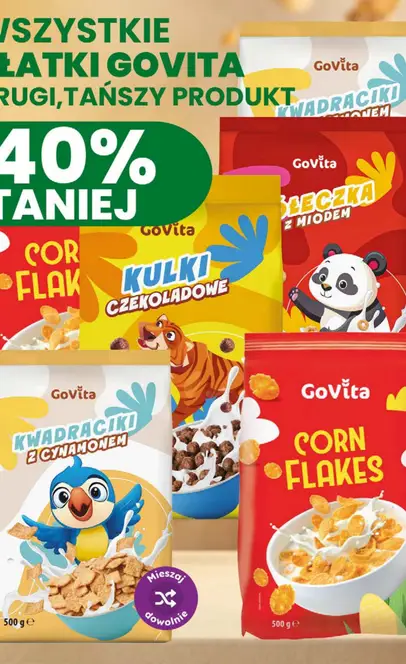 WSZYSTKIE
ŁATKI GOVITA
RUGI, TAŃSZY PRODUKT
40%
TANIEJ
GoVita
KWADRACIKI
GoVita
ÓŁECZKA
Z MIODEM
CORN
FLAK
GoVita
KULKI
CZEKOLADOWE
GoVita
KWADRACIKI
Z CYNAMONEM
500 g e
Mieszaj
dowolnie
GoVita
CORN
FLAKES
500 g e